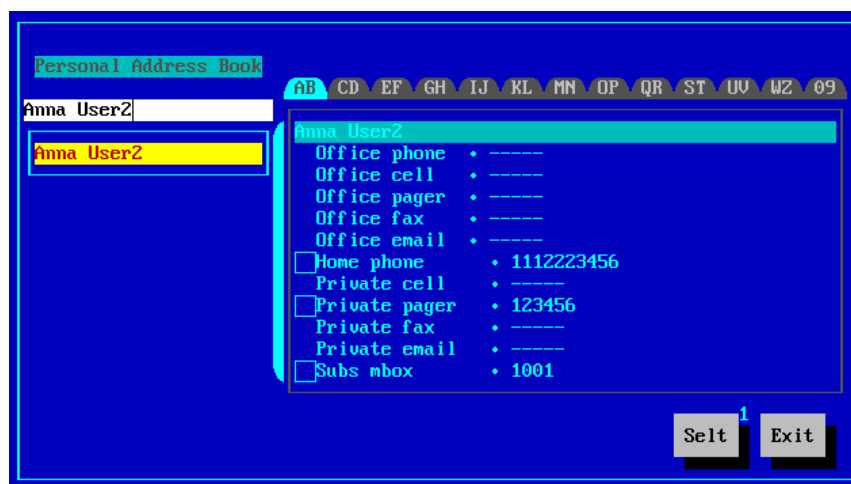 Personal Address Book
AB CD EF GH IJ KL MN OP QR ST UV WZ 09
Anna User2
Anna User2
Anna User2
Office phone • -----
Office cell • -----
Office pager • -----
Office fax • -----
Office email • -----
Home phone • 1112223456
Private cell • -----
Private pager • 123456
Private fax • -----
Private email • -----
Subs mbox • 1001
1
Selt Exit